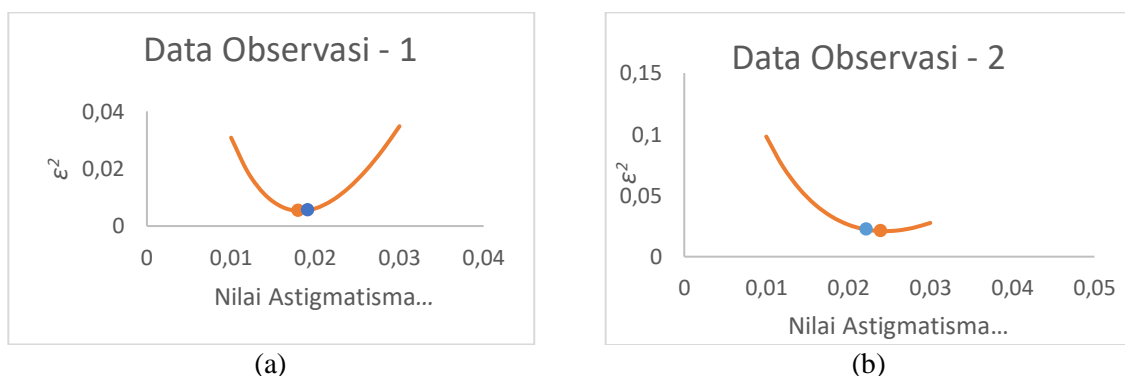 Data Observasi - 1
ε²
0,04
0,02
0
0 0,01 0,02 0,03 0,04
Nilai Astigmatisma...
(a)
Data Observasi - 2
ε²
0,15
0,1
0,05
0
0 0,01 0,02 0,03 0,04 0,05
Nilai Astigmatisma...
(b)